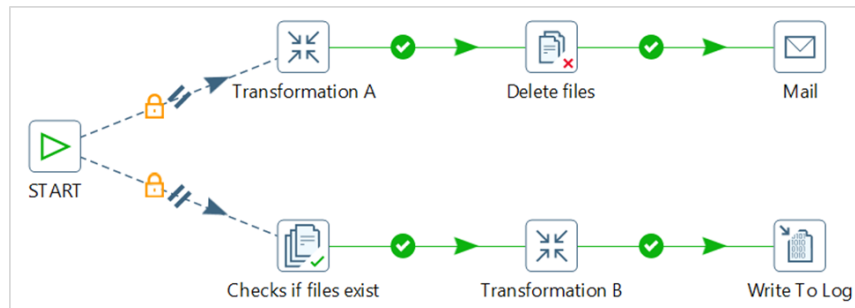 Transformation A
Delete files
Mail
START
Checks if files exist
Transformation B
Write To Log